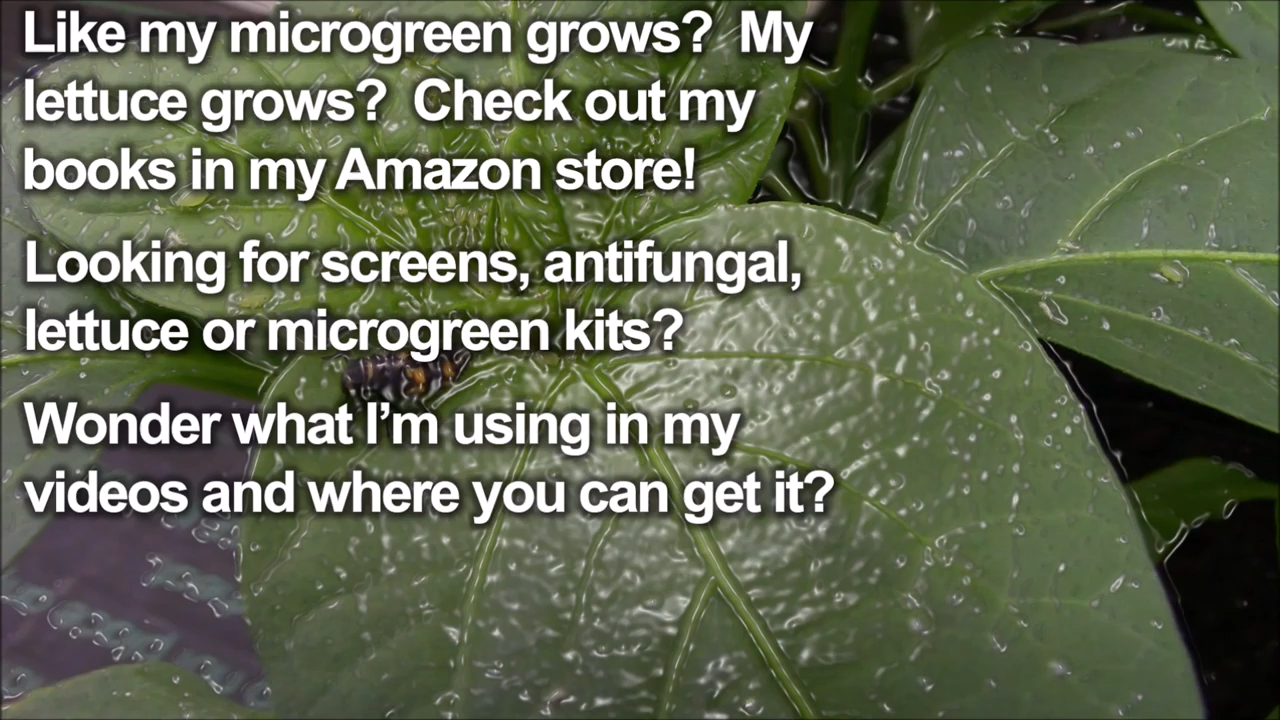 Like my microgreen grows? My
lettuce grows? Check out my
books in my Amazon store!
Looking for screens, antifungal,
lettuce or microgreen kits?
Wonder what I’m using in my
videos and where you can get it?